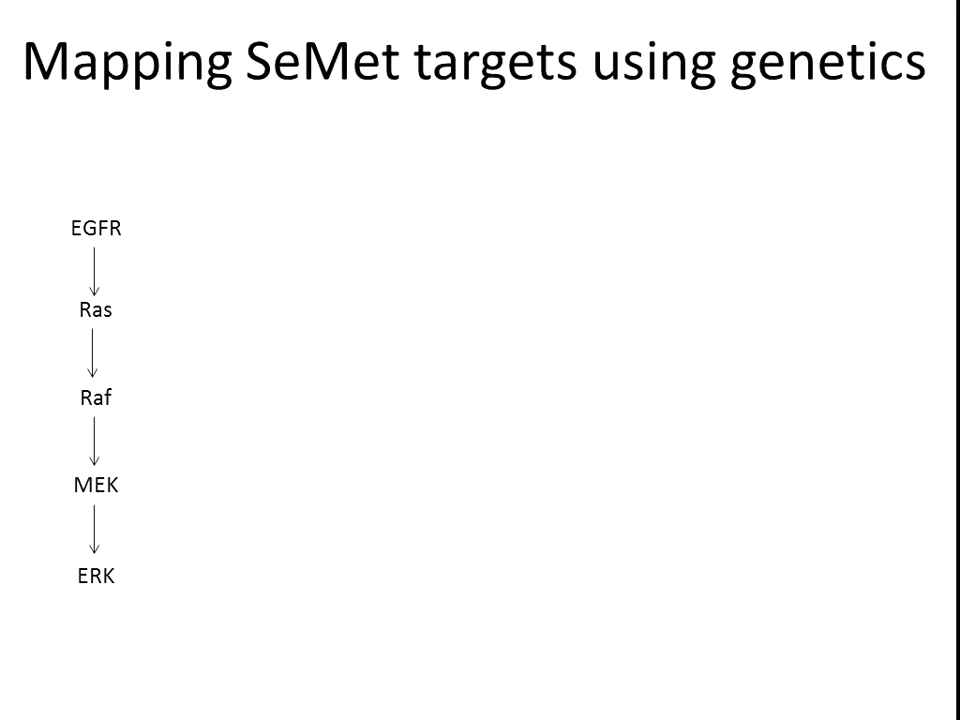 Mapping SeMet targets using genetics
EGFR
Ras
Raf
MEK
ERK